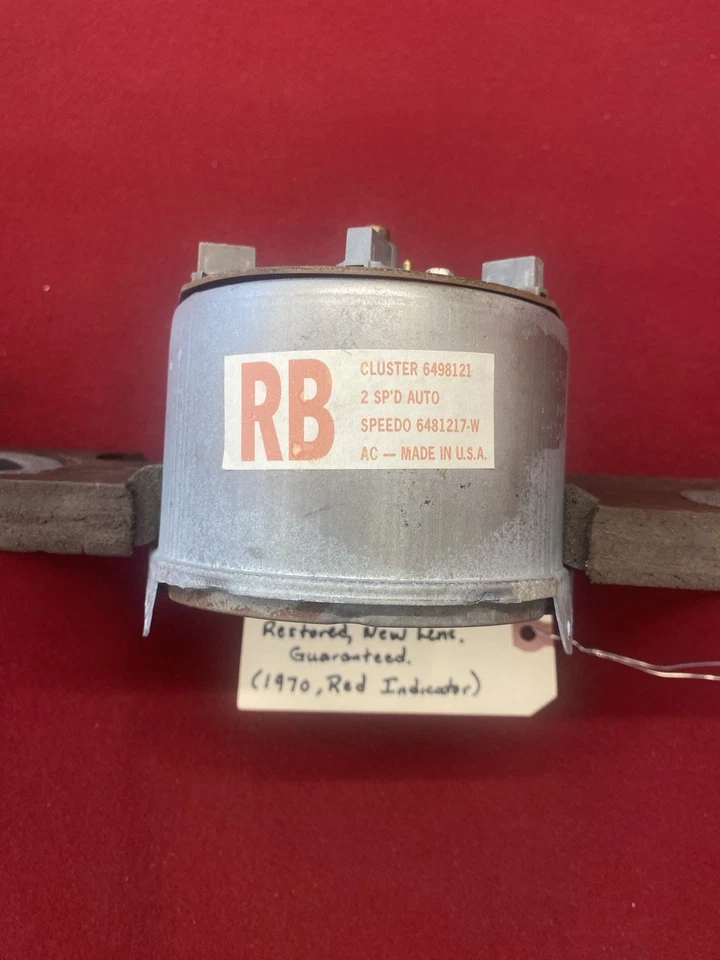 RB
CLUSTER 6498121
2 SP'D AUTO
SPEEDO 6481217-W
AC — MADE IN U.S.A.
Restored, New Lens.
Guaranteed.
(1970, Red Indicator)